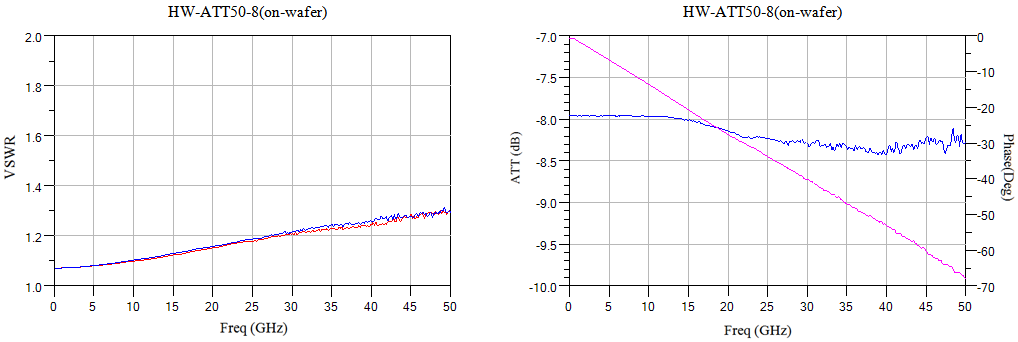 HW-ATT50-8(on-wafer)
2.0
1.8
1.6
1.4
1.2
1.0
VSWR
0 5 10 15 20 25 30 35 40 45 50
Freq (GHz)
HW-ATT50-8(on-wafer)
-7.0
-7.5
-8.0
-8.5
-9.0
-9.5
-10.0
ATT (dB)
0
-10
-20
-30
-40
-50
-60
-70
Phase(Deg)
0 5 10 15 20 25 30 35 40 45 50
Freq (GHz)